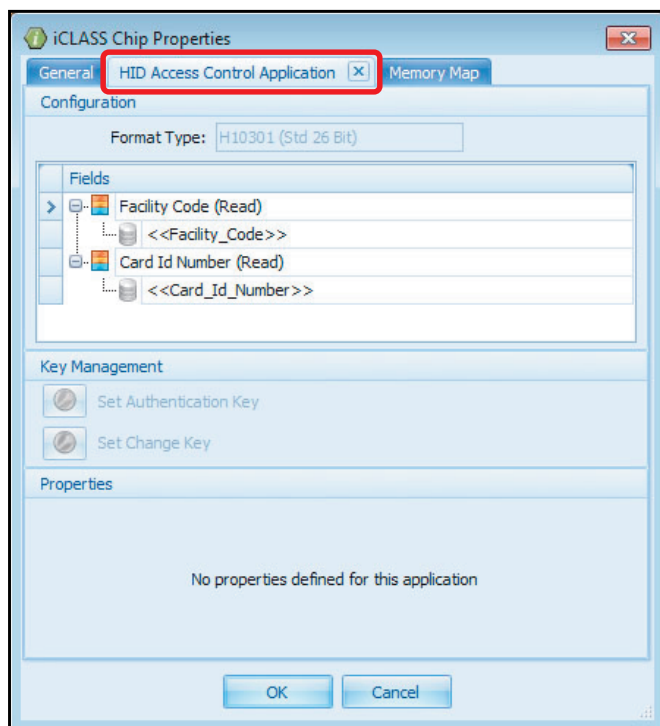 iCLASS Chip Properties
General HID Access Control Application Memory Map
Configuration
Format Type: H10301 (Std 26 Bit)
Fields
Facility Code (Read)
<<Facility_Code>>
Card Id Number (Read)
<<Card_Id_Number>>
Key Management
Set Authentication Key
Set Change Key
Properties
No properties defined for this application
OK Cancel